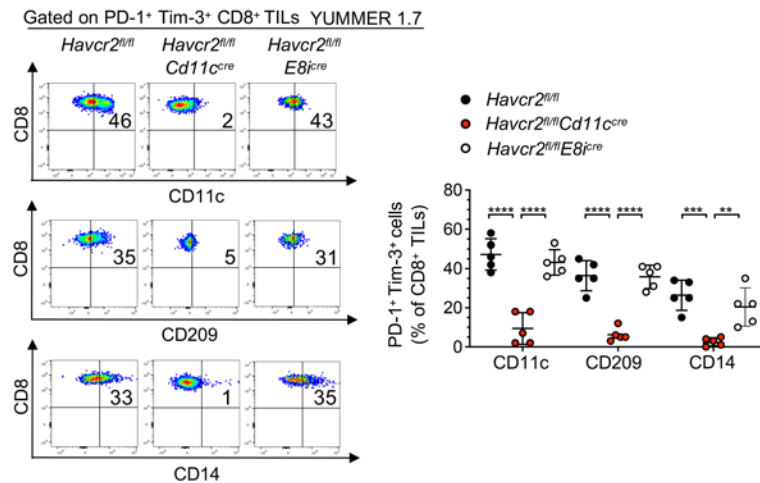 Gated on PD-1⁺ Tim-3⁺ CD8⁺ TILs YUMMER 1.7
Havcr2ᶠˡ/ᶠˡ Havcr2ᶠˡ/ᶠˡ Havcr2ᶠˡ/ᶠˡ
Cd11cᶜʳᵉ E8iᶜʳᵉ
CD8
46 2 43
CD11c
CD8
35 5 31
CD209
CD8
33 1 35
CD14
Havcr2ᶠˡ/ᶠˡ
Havcr2ᶠˡ/ᶠˡCd11cᶜʳᵉ
Havcr2ᶠˡ/ᶠˡE8iᶜʳᵉ
PD-1⁺ Tim-3⁺ cells
(% of CD8⁺ TILs)
80
60
40
20
0
**** **** **** **** *** **
CD11c CD209 CD14